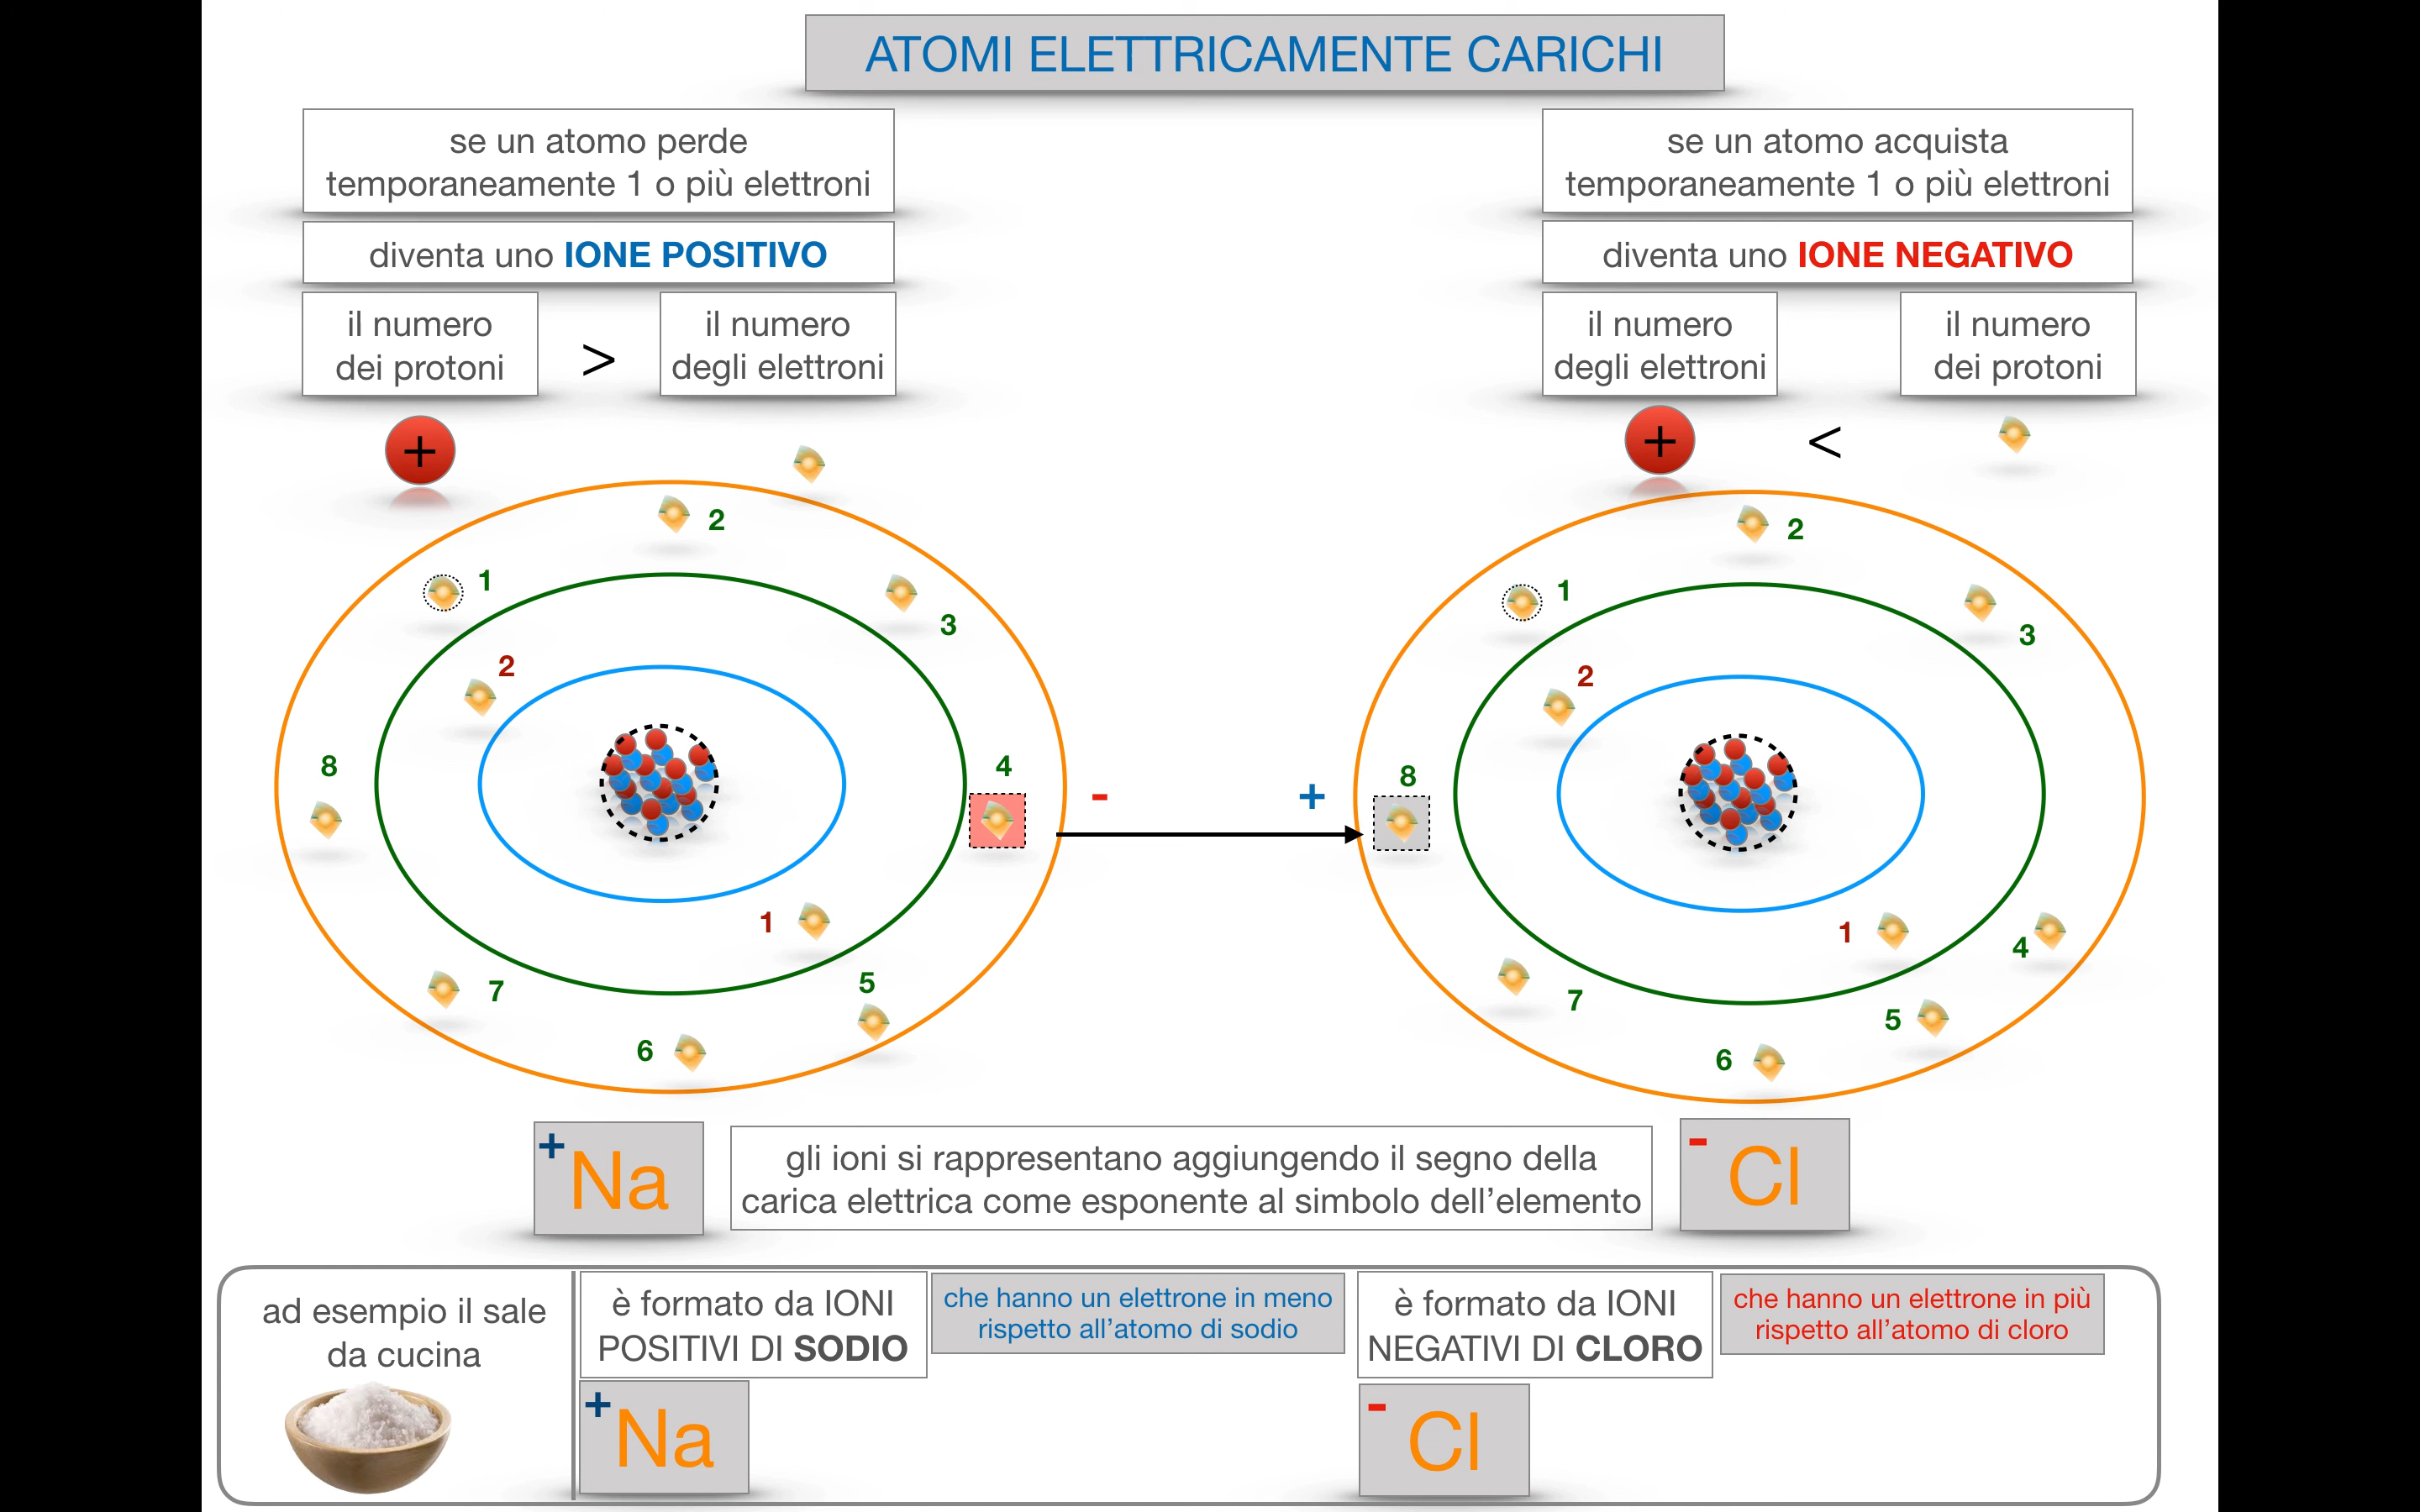 ATOMI ELETTRICAMENTE CARICHI
se un atomo perde
temporaneamente 1 o più elettroni
diventa uno IONE POSITIVO
il numero
dei protoni
>
il numero
degli elettroni
+
se un atomo acquista
temporaneamente 1 o più elettroni
diventa uno IONE NEGATIVO
il numero
degli elettroni
il numero
dei protoni
+
<
2
1
3
2
8
4
1
7
5
6
-
+
2
1
3
2
8
1
4
7
5
6
+
Na
gli ioni si rappresentano aggiungendo il segno della
carica elettrica come esponente al simbolo dell’elemento
-
Cl
ad esempio il sale
da cucina
è formato da IONI
POSITIVI DI SODIO
che hanno un elettrone in meno
rispetto all’atomo di sodio
+
Na
è formato da IONI
NEGATIVI DI CLORO
che hanno un elettrone in più
rispetto all’atomo di cloro
-
Cl